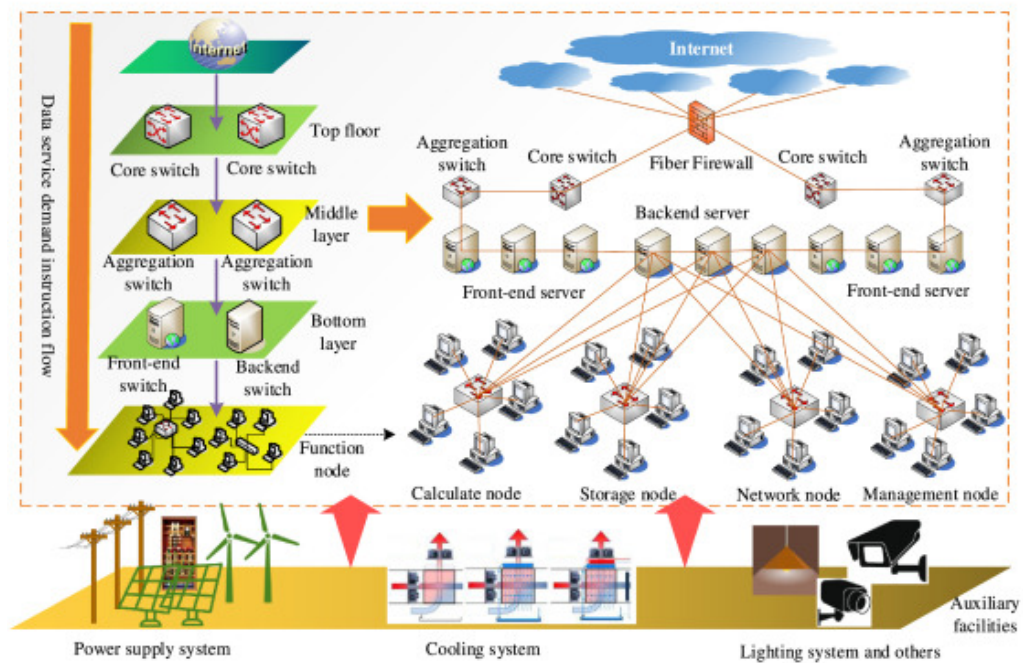 Data service demand instruction flow
Internet
Top floor
Core switch
Core switch
Middle
layer
Aggregation
switch
Aggregation
switch
Bottom
layer
Front-end
switch
Backend
switch
Function
node
Internet
Fiber Firewall
Aggregation
switch
Core switch
Core switch
Aggregation
switch
Backend server
Front-end server
Front-end server
Calculate node
Storage node
Network node
Management node
Auxiliary
facilities
Power supply system
Cooling system
Lighting system and others